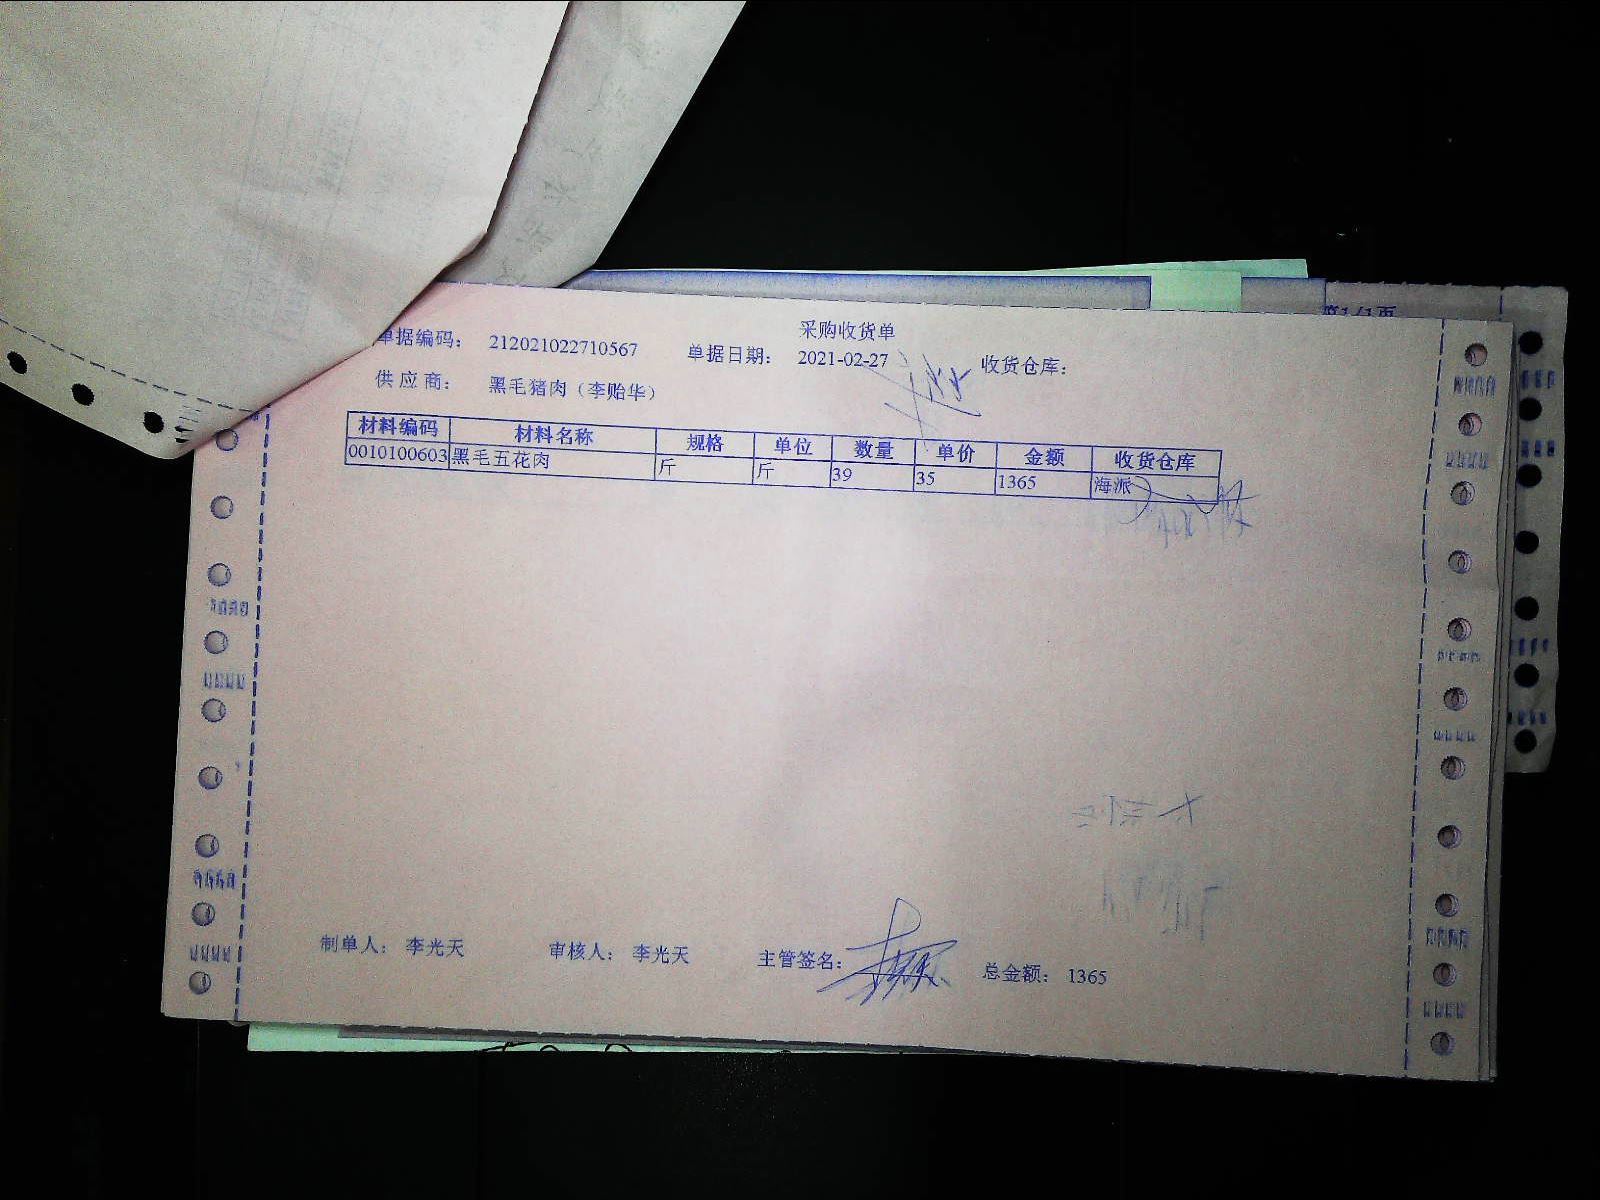 采购收货单
单据编码： 212021022710567 单据日期： 2021-02-27 收货仓库：
供应商： 黑毛猪肉（李贻华）
材料编码 材料名称 规格 单位 数量 单价 金额 收货仓库
0010100603 黑毛五花肉 斤 斤 39 35 1365 海派
制单人： 李光天 审核人： 李光天 主管签名： 总金额： 1365